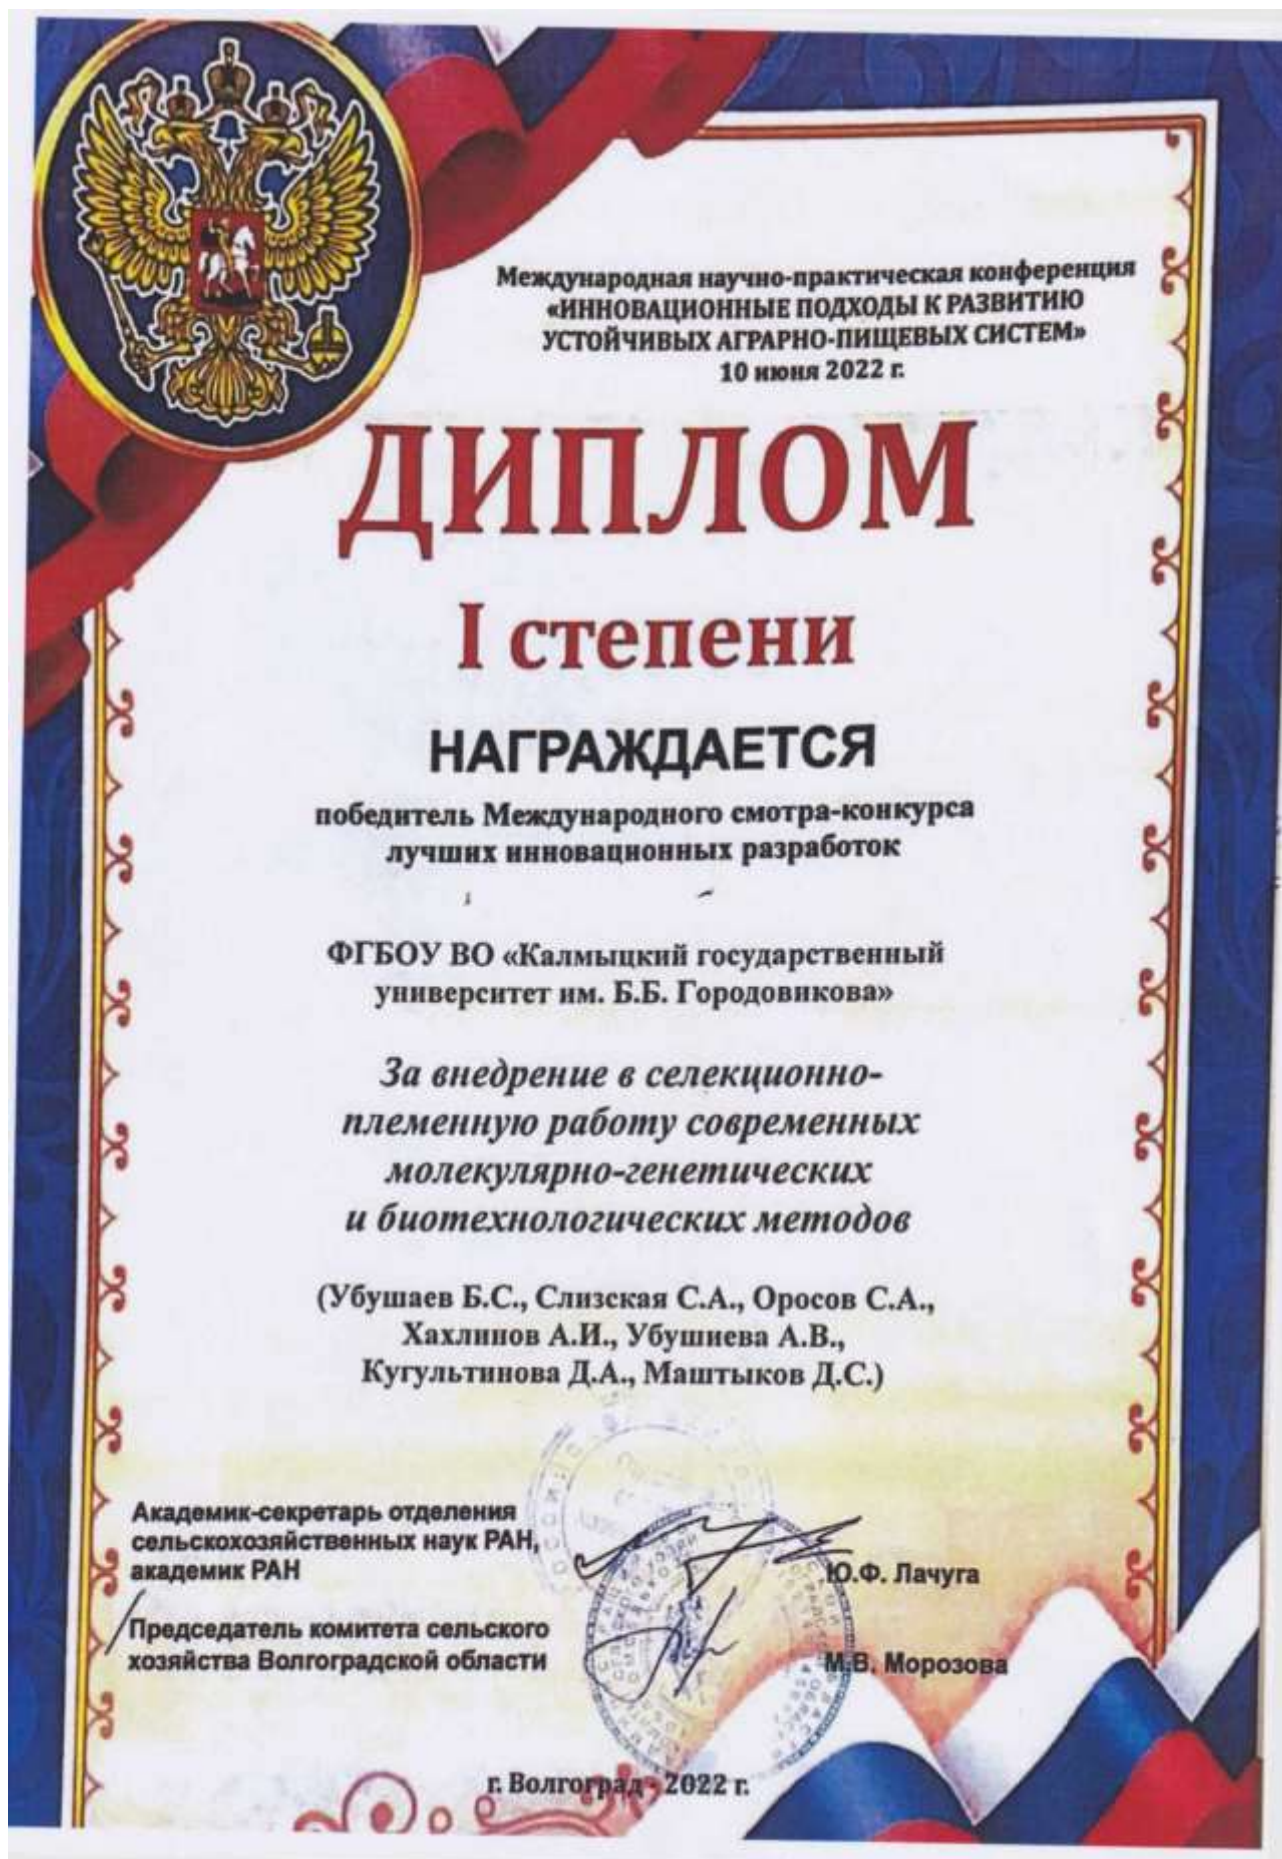 Международная научно-практическая конференция
«ИННОВАЦИОННЫЕ ПОДХОДЫ К РАЗВИТИЮ
УСТОЙЧИВЫХ АГРАРНО-ПИЩЕВЫХ СИСТЕМ»
10 июня 2022 г.
ДИПЛОМ
I степени
НАГРАЖДАЕТСЯ
победитель Международного смотра-конкурса
лучших инновационных разработок
ФГБОУ ВО «Калмыцкий государственный
университет им. Б.Б. Городовикова»
За внедрение в селекционно-
племенную работу современных
молекулярно-генетических
и биотехнологических методов
(Убушаев Б.С., Слизская С.А., Оросов С.А.,
Хахлинов А.И., Убушиева А.В.,
Кугультинова Д.А., Маштыков Д.С.)
Академик-секретарь отделения
сельскохозяйственных наук РАН,
академик РАН
Ю.Ф. Лачуга
Председатель комитета сельского
хозяйства Волгоградской области
М.В. Морозова
г. Волгоград - 2022 г.